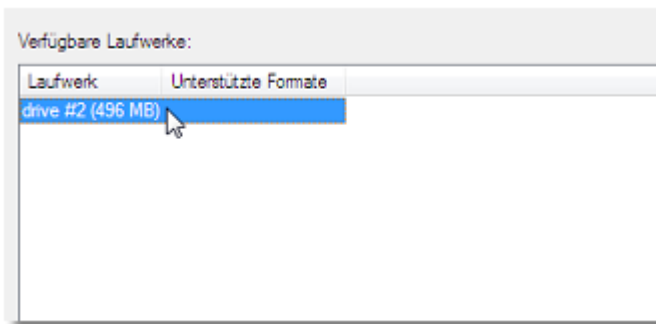 Verfügbare Laufwerke:
Laufwerk Unterstützte Formate
drive #2 (496 MB)